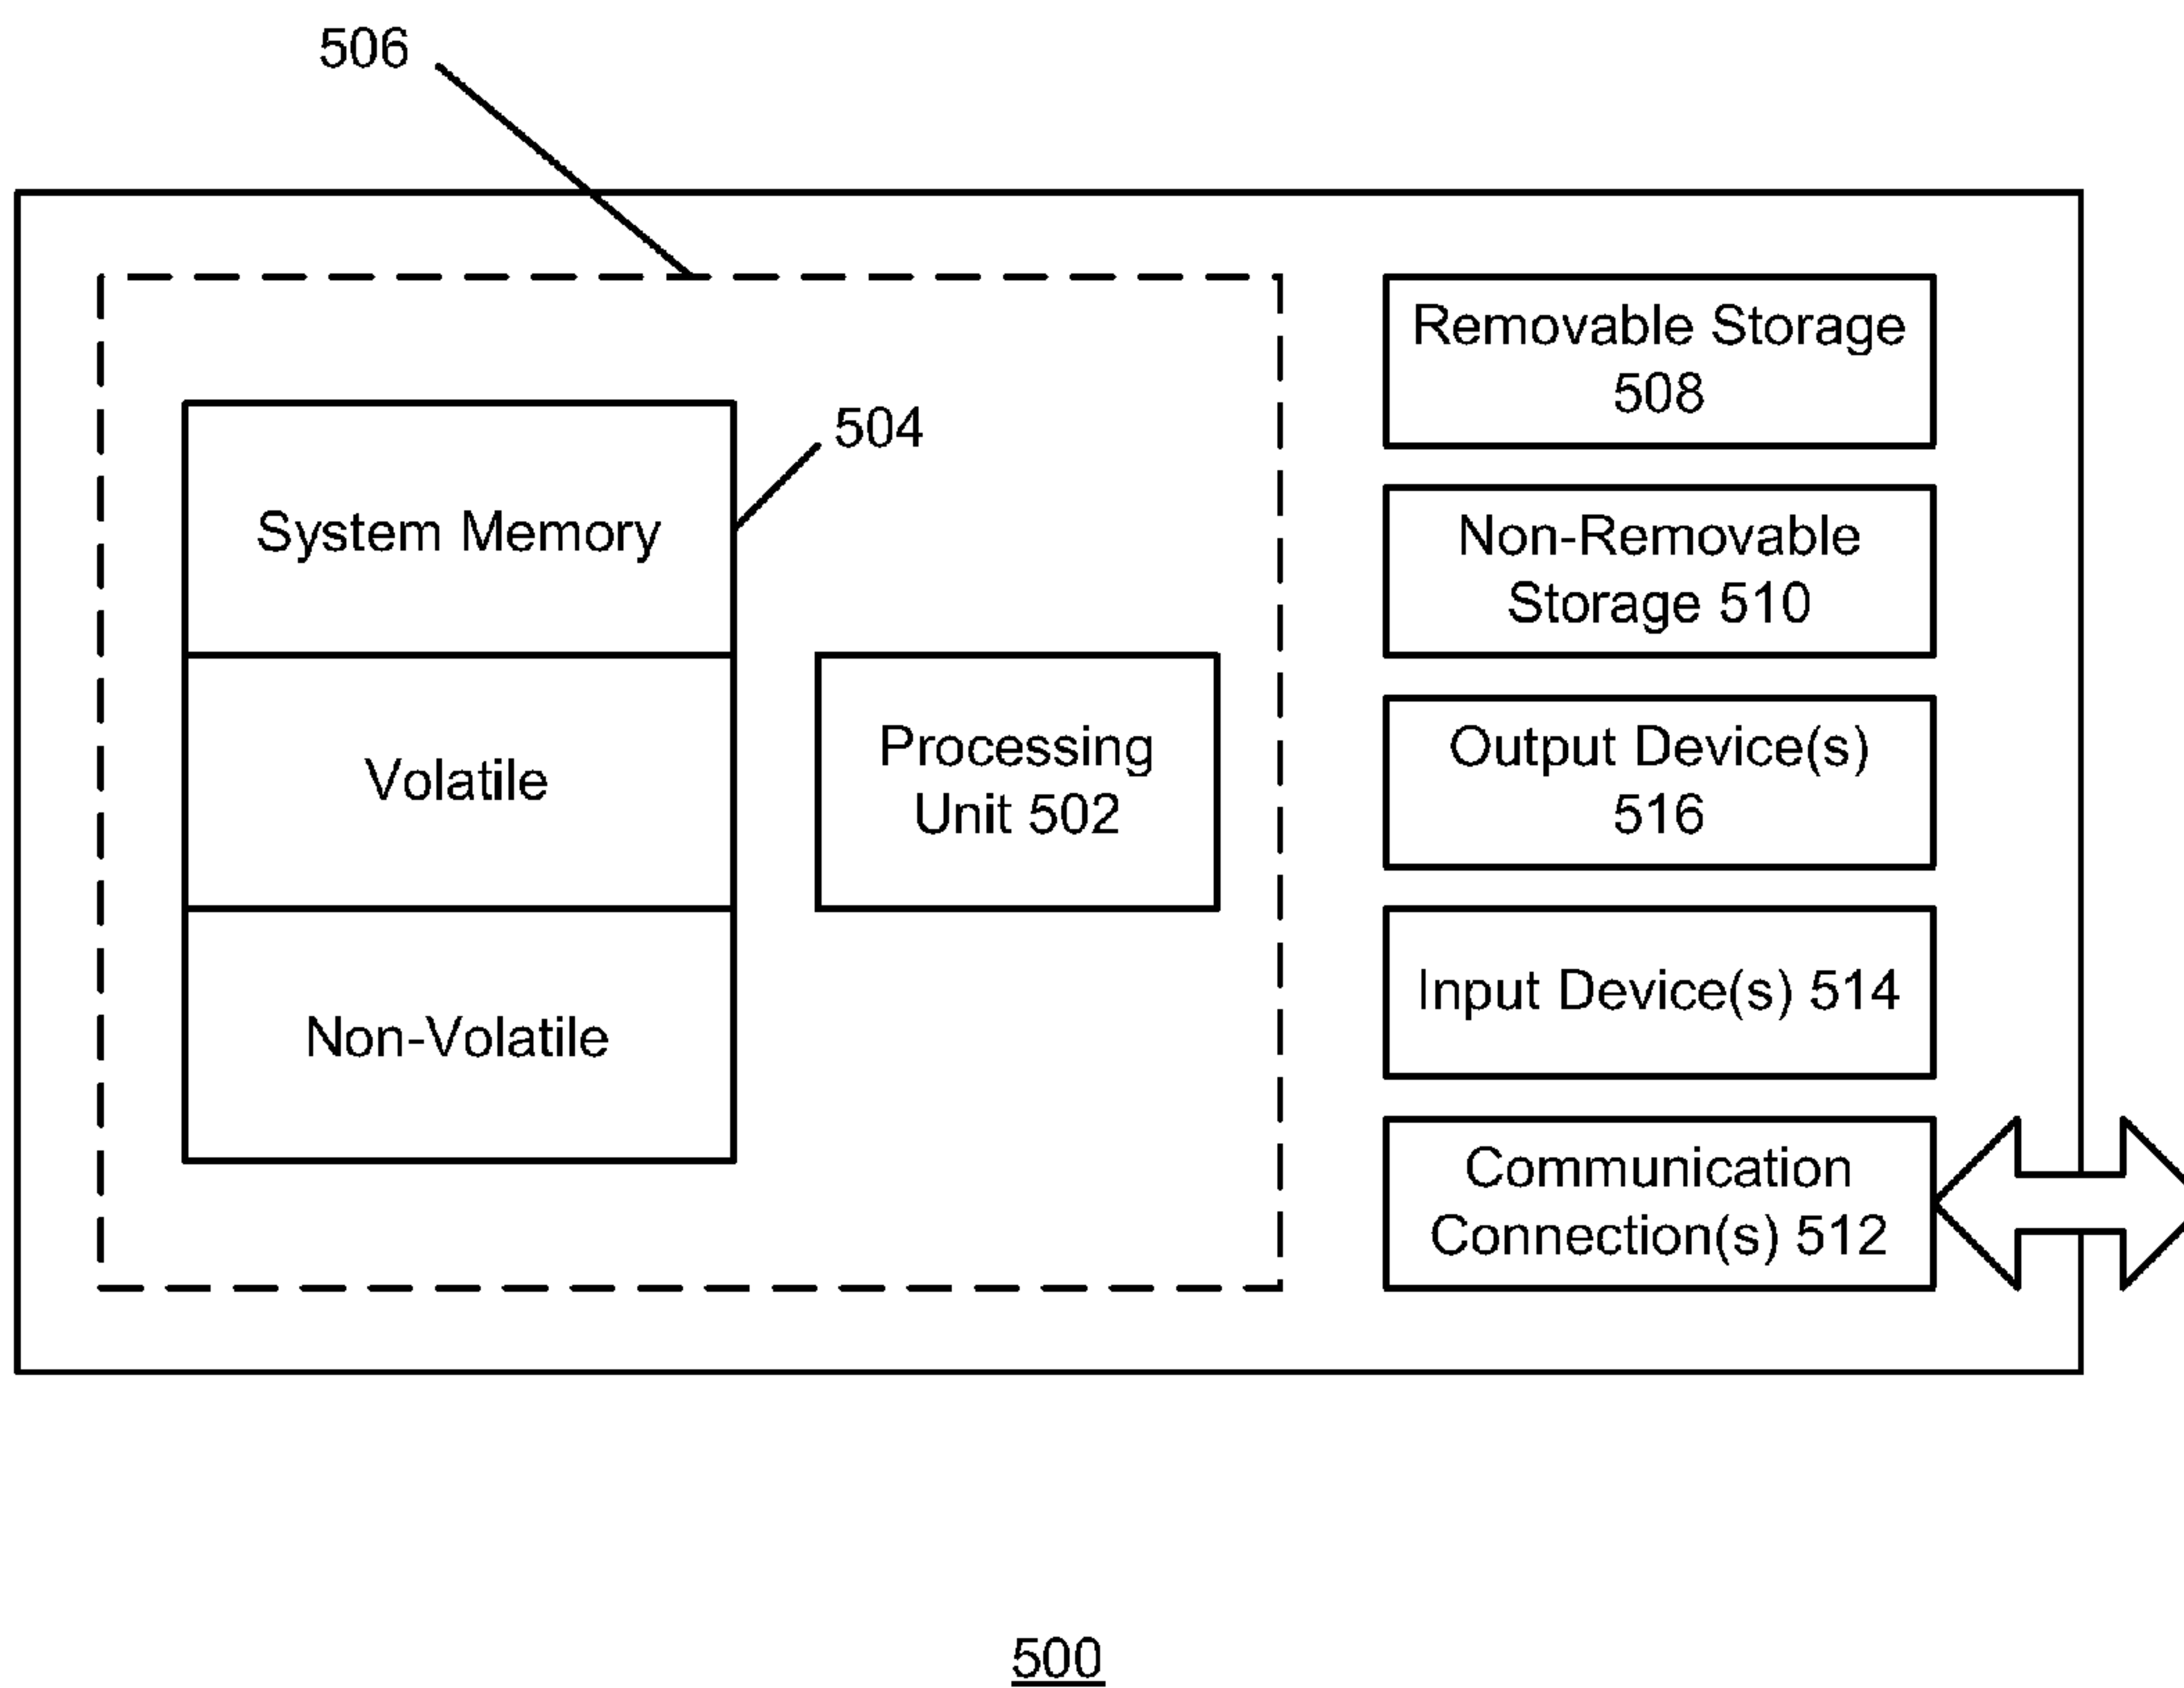 506
504
System Memory
Volatile
Non-Volatile
Processing
Unit 502
Removable Storage
508
Non-Removable
Storage 510
Output Device(s)
516
Input Device(s) 514
Communication
Connection(s) 512
500